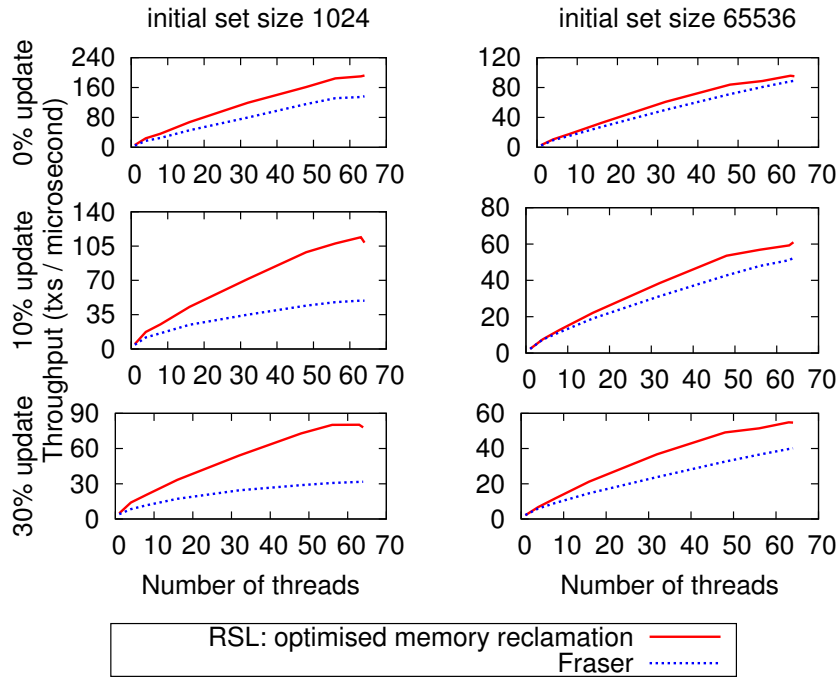 initial set size 1024 initial set size 65536
0% update
240
160
80
0
0 10 20 30 40 50 60 70
120
80
40
0
0 10 20 30 40 50 60 70
10% update
Throughput (txs / microsecond)
140
105
70
35
0
0 10 20 30 40 50 60 70
80
60
40
20
0
0 10 20 30 40 50 60 70
30% update
90
60
30
0
0 10 20 30 40 50 60 70
60
40
20
0
0 10 20 30 40 50 60 70
Number of threads Number of threads
RSL: optimised memory reclamation
Fraser